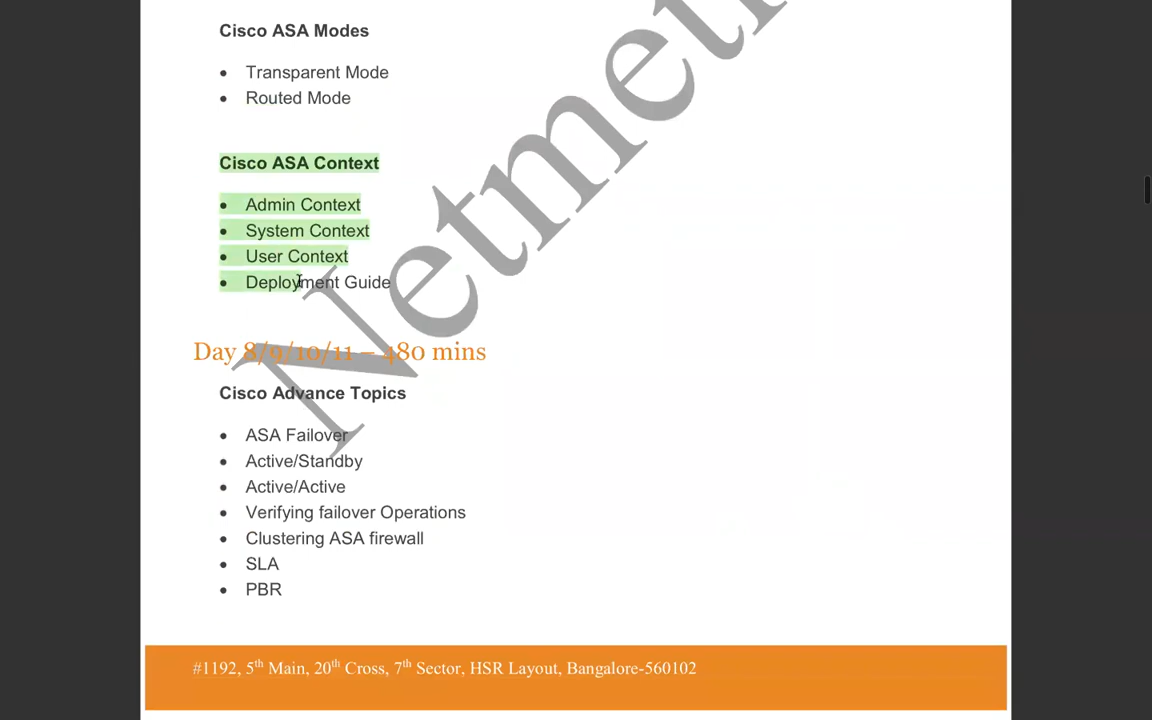 Cisco ASA Modes
• Transparent Mode
• Routed Mode
Cisco ASA Context
• Admin Context
• System Context
• User Context
• Deployment Guide
Day 8/9/10/11 – 480 mins
Cisco Advance Topics
• ASA Failover
• Active/Standby
• Active/Active
• Verifying failover Operations
• Clustering ASA firewall
• SLA
• PBR
#1192, 5th Main, 20th Cross, 7th Sector, HSR Layout, Bangalore-560102